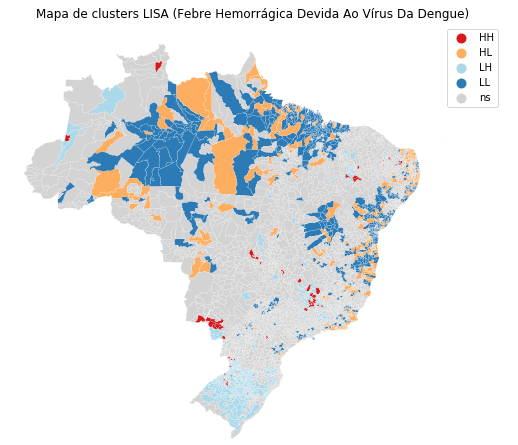 Mapa de clusters LISA (Febre Hemorrágica Devida Ao Vírus Da Dengue)
HH
HL
LH
LL
ns